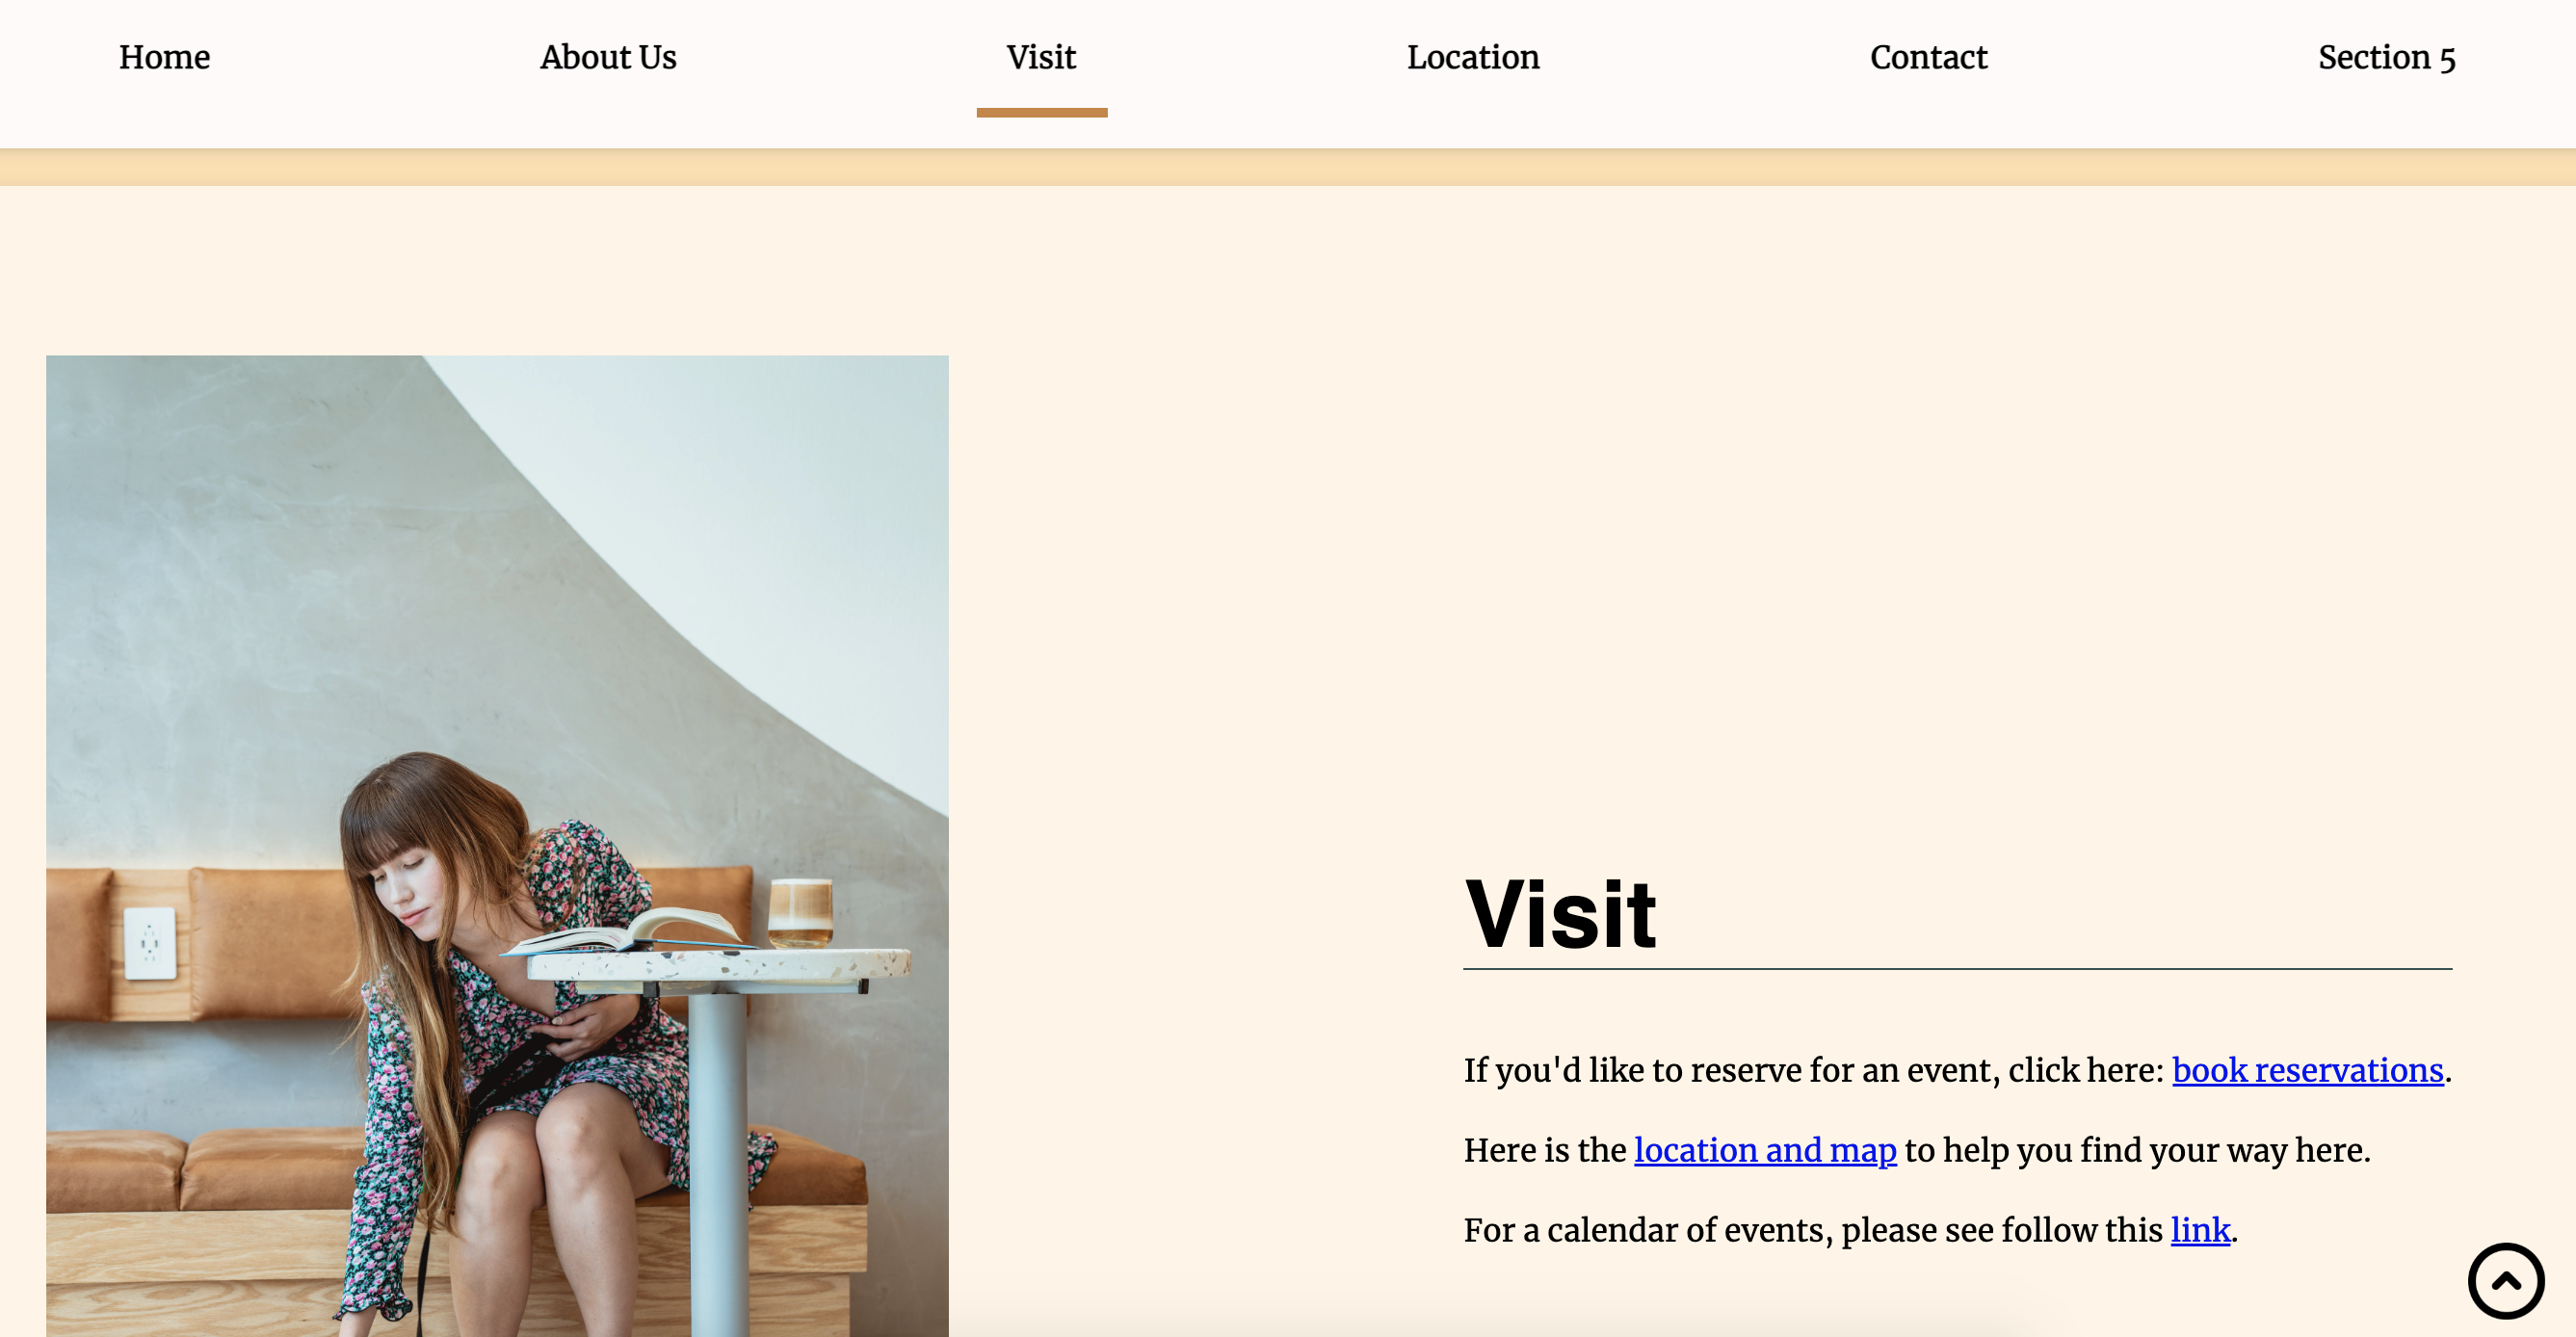 Home
About Us
Visit
Location
Contact
Section 5
Visit
If you'd like to reserve for an event, click here: book reservations.
Here is the location and map to help you find your way here.
For a calendar of events, please see follow this link.